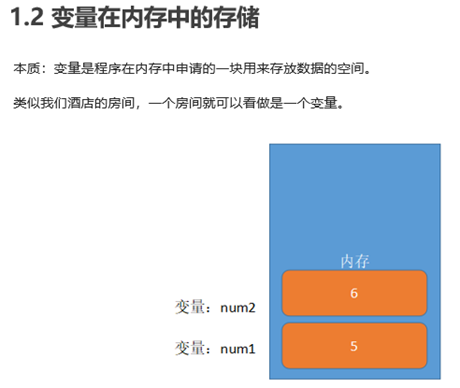 1.2 变量在内存中的存储
本质：变量是程序在内存中申请的一块用来存放数据的空间。
类似我们酒店的房间，一个房间就可以看做是一个变量。
内存
变量：num2 6
变量：num1 5